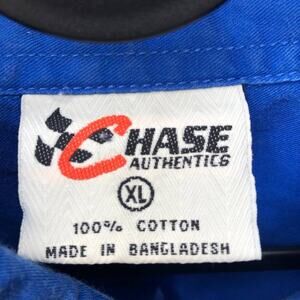 CHASE
AUTHENTICS
XL
100% COTTON
MADE IN BANGLADESH